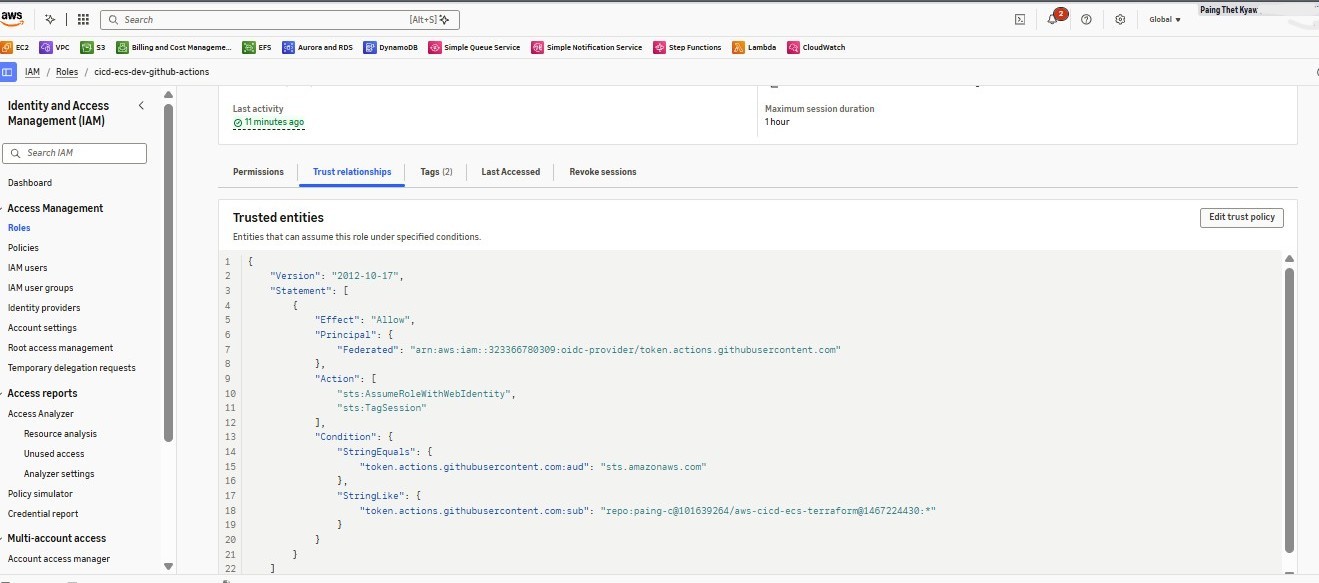 aws
Search [Alt+S]
2
Global
Paing Thet Kyaw
EC2 VPC S3 Billing and Cost Manageme... EFS Aurora and RDS DynamoDB Simple Queue Service Simple Notification Service Step Functions Lambda CloudWatch
IAM / Roles / cicd-ecs-dev-github-actions
Identity and Access
Management (IAM)
Search IAM
Dashboard
Access Management
Roles
Policies
IAM users
IAM user groups
Identity providers
Account settings
Root access management
Temporary delegation requests
Access reports
Access Analyzer
Resource analysis
Unused access
Analyzer settings
Policy simulator
Credential report
Multi-account access
Account access manager
Last activity
11 minutes ago
Maximum session duration
1 hour
Permissions Trust relationships Tags (2) Last Accessed Revoke sessions
Trusted entities
Edit trust policy
Entities that can assume this role under specified conditions.
1 {
2 "Version": "2012-10-17",
3 "Statement": [
4 {
5 "Effect": "Allow",
6 "Principal": {
7 "Federated": "arn:aws:iam::323366780309:oidc-provider/token.actions.githubusercontent.com"
8 },
9 "Action": [
10 "sts:AssumeRoleWithWebIdentity",
11 "sts:TagSession"
12 ],
13 "Condition": {
14 "StringEquals": {
15 "token.actions.githubusercontent.com:aud": "sts.amazonaws.com"
16 },
17 "StringLike": {
18 "token.actions.githubusercontent.com:sub": "repo:paing-c@101639264/aws-cicd-ecs-terraform@1467224430:*"
19 }
20 }
21 }
22 ]